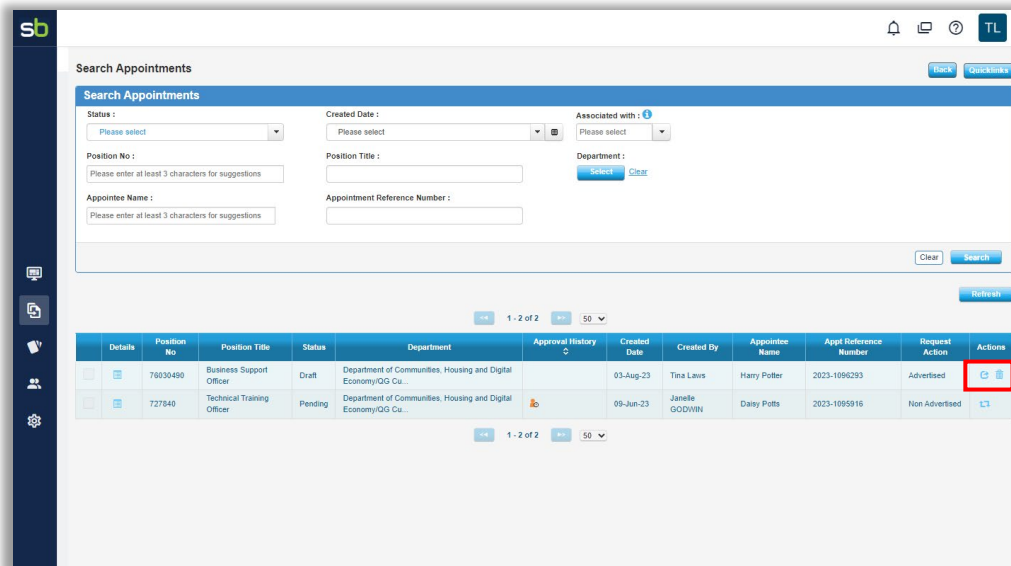 sb
TL
Search Appointments
Back
Quicklinks
Search Appointments
Status :
Created Date :
Associated with :
Please select
Please select
Please select
Position No :
Position Title :
Department :
Please enter at least 3 characters for suggestions
Select
Clear
Appointee Name :
Appointment Reference Number :
Please enter at least 3 characters for suggestions
Clear
Search
Refresh
1 - 2 of 2
50
Details
Position No
Position Title
Status
Department
Approval History
Created Date
Created By
Appointee Name
Appt Reference Number
Request Action
Actions
76030490
Business Support Officer
Draft
Department of Communities, Housing and Digital Economy/QG Cu...
03-Aug-23
Tina Laws
Harry Potter
2023-1096293
Advertised
727840
Technical Training Officer
Pending
Department of Communities, Housing and Digital Economy/QG Cu...
09-Jun-23
Janelle GODWIN
Daisy Potts
2023-1095916
Non Advertised
1 - 2 of 2
50